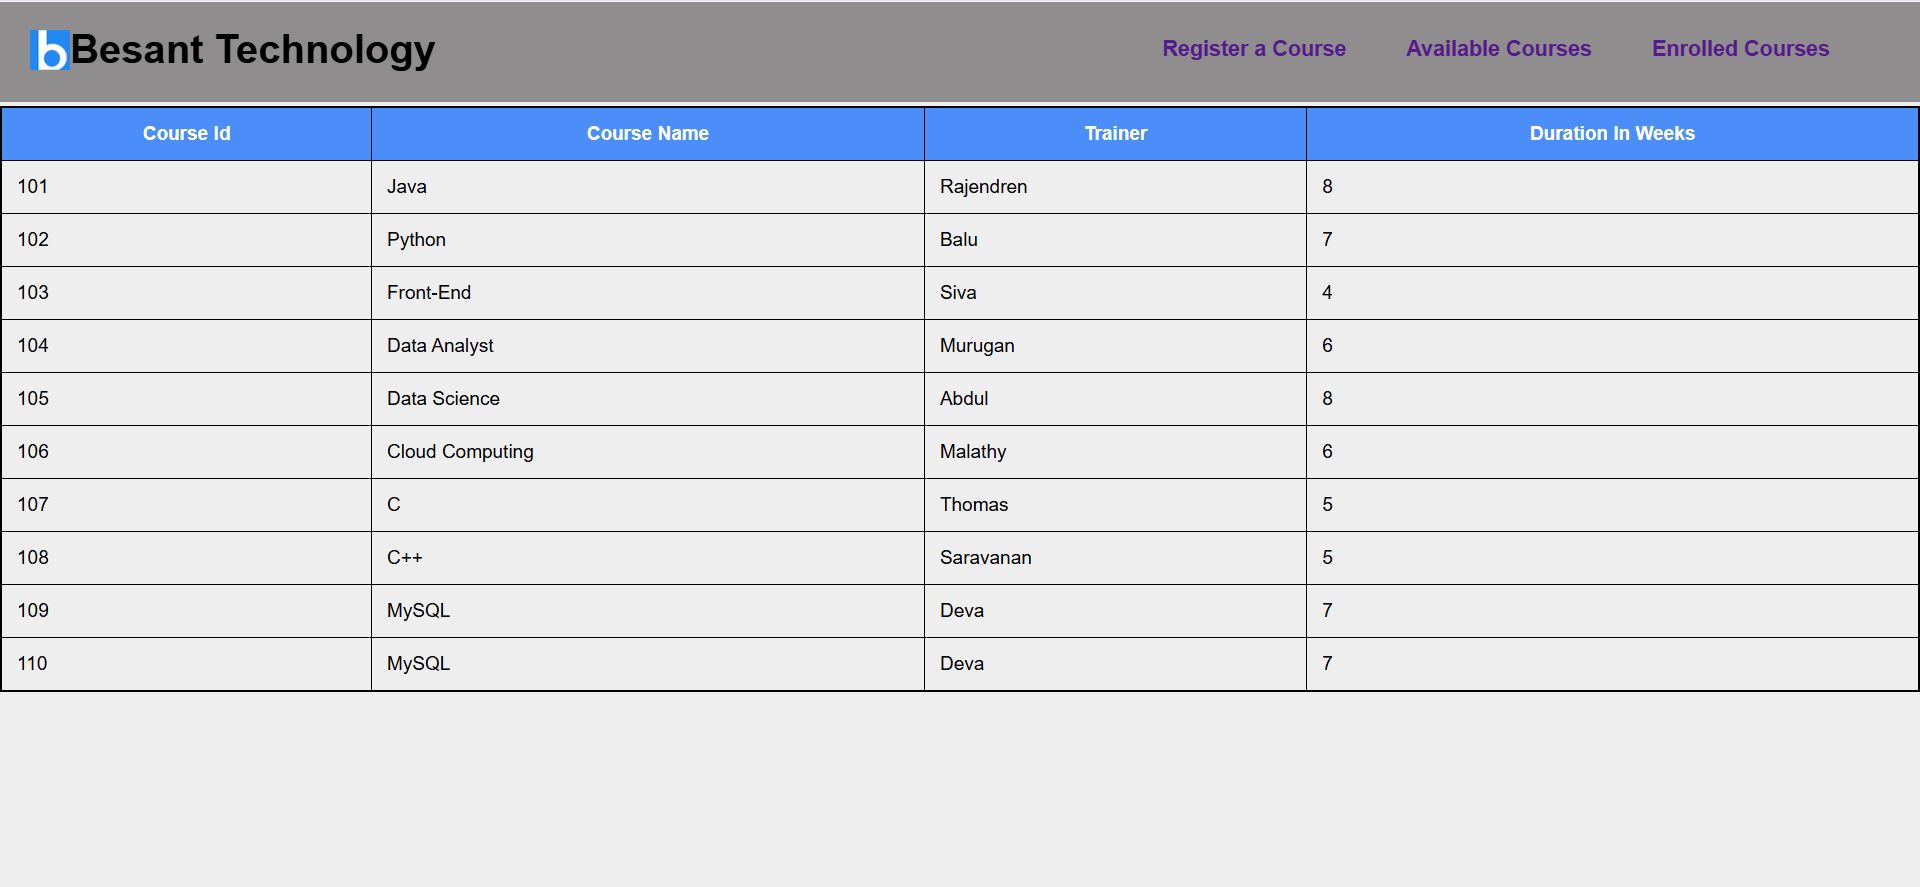 b Besant Technology
Register a Course Available Courses Enrolled Courses
Course Id Course Name Trainer Duration In Weeks
101 Java Rajendren 8
102 Python Balu 7
103 Front-End Siva 4
104 Data Analyst Murugan 6
105 Data Science Abdul 8
106 Cloud Computing Malathy 6
107 C Thomas 5
108 C++ Saravanan 5
109 MySQL Deva 7
110 MySQL Deva 7